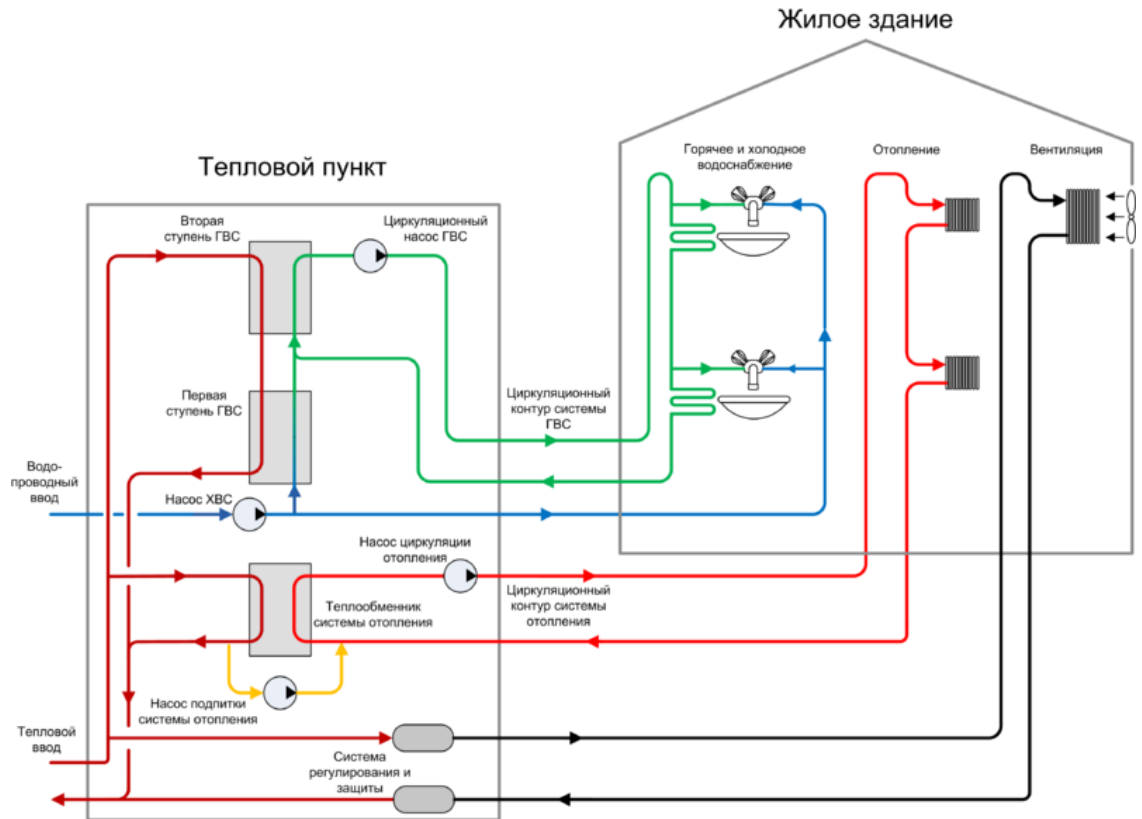 Жилое здание
Тепловой пункт
Горячее и холодное
водоснабжение
Отопление
Вентиляция
Вторая
ступень ГВС
Циркуляционный
насос ГВС
Первая
ступень ГВС
Циркуляционный
контур системы
ГВС
Водо-
проводный
ввод
Насос ХВС
Насос циркуляции
отопления
Теплообменник
системы отопления
Циркуляционный
контур системы
отопления
Насос подпитки
системы отопления
Тепловой
ввод
Система
регулирования и
защиты